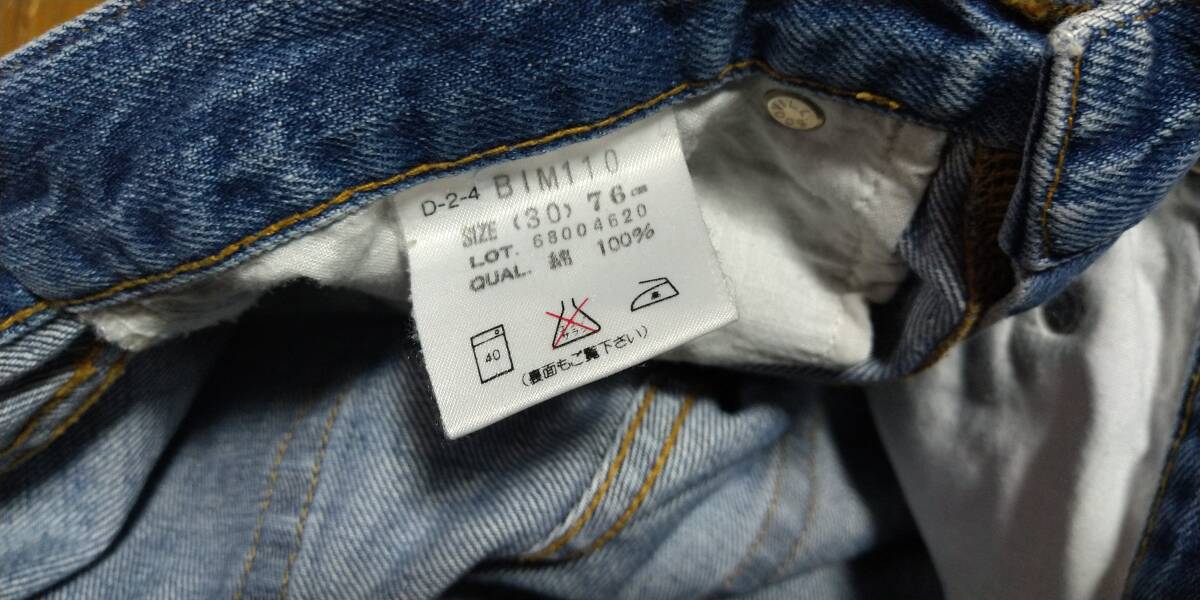 D-2-4 BIM110
SIZE (30) 76cm
LOT. 68004620
QUAL. 綿 100%
40
(裏面もご覧下さい)